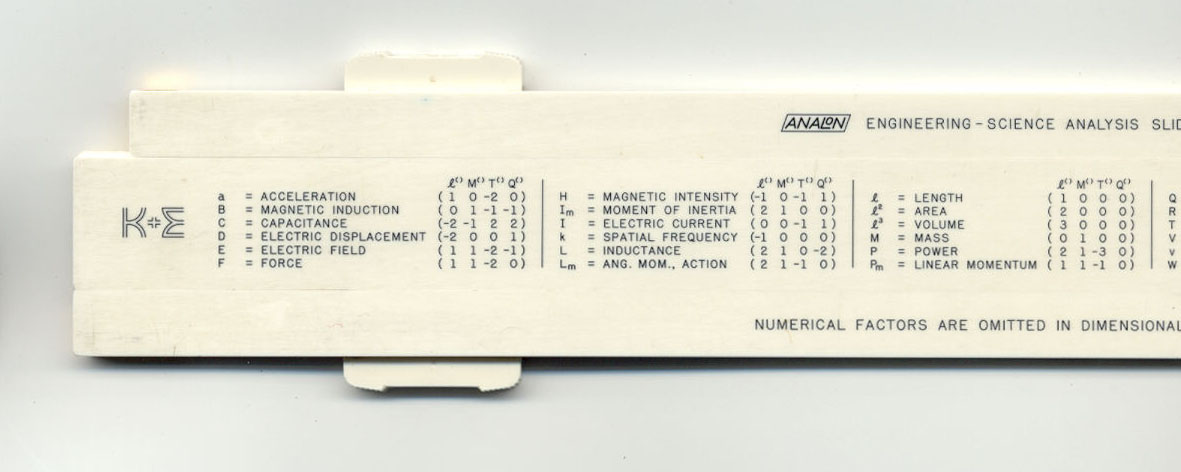 ANALON ENGINEERING-SCIENCE ANALYSIS
K+E
ℓ⁽⁾ M⁽⁾ T⁽⁾ Q⁽⁾
a = ACCELERATION ( 1 0 -2 0 )
B = MAGNETIC INDUCTION ( 0 1 -1 -1 )
C = CAPACITANCE (-2 -1 2 2 )
D = ELECTRIC DISPLACEMENT (-2 0 0 1 )
E = ELECTRIC FIELD ( 1 1 -2 -1 )
F = FORCE ( 1 1 -2 0 )
ℓ⁽⁾ M⁽⁾ T⁽⁾ Q⁽⁾
H = MAGNETIC INTENSITY (-1 0 -1 1 )
Iₘ = MOMENT OF INERTIA ( 2 1 0 0 )
I = ELECTRIC CURRENT ( 0 0 -1 1 )
k = SPATIAL FREQUENCY (-1 0 0 0 )
L = INDUCTANCE ( 2 1 0 -2 )
Lₘ = ANG. MOM., ACTION ( 2 1 -1 0 )
ℓ⁽⁾ M⁽⁾ T⁽⁾ Q⁽⁾
ℓ = LENGTH ( 1 0 0 0 )
ℓ² = AREA ( 2 0 0 0 )
ℓ³ = VOLUME ( 3 0 0 0 )
M = MASS ( 0 1 0 0 )
P = POWER ( 2 1 -3 0 )
Pₘ = LINEAR MOMENTUM ( 1 1 -1 0 )
Q
R
T
V
v
W
NUMERICAL FACTORS ARE OMITTED IN DIMENSIONAL